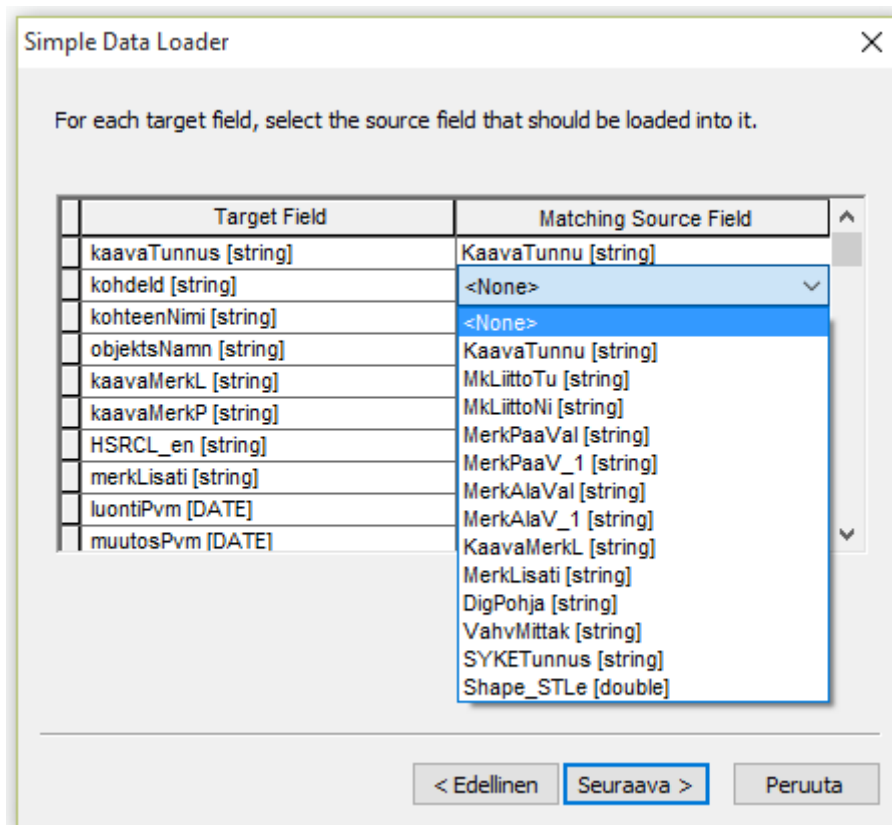 Simple Data Loader
For each target field, select the source field that should be loaded into it.
Target Field Matching Source Field
kaavaTunnus [string] KaavaTunnu [string]
kohdeId [string] <None>
kohteenNimi [string] <None>
objektsNamn [string] KaavaTunnu [string]
kaavaMerkL [string] MkLiittoTu [string]
kaavaMerkP [string] MkLiittoNi [string]
HSRCL_en [string] MerkPaaVal [string]
merkLisati [string] MerkPaaV_1 [string]
luontiPvm [DATE] MerkAlaVal [string]
muutosPvm [DATE] MerkAlaV_1 [string]
KaavaMerkL [string]
MerkLisati [string]
DigPohja [string]
VahvMittak [string]
SYKETunnus [string]
Shape_STLe [double]
< Edellinen Seuraava > Peruuta